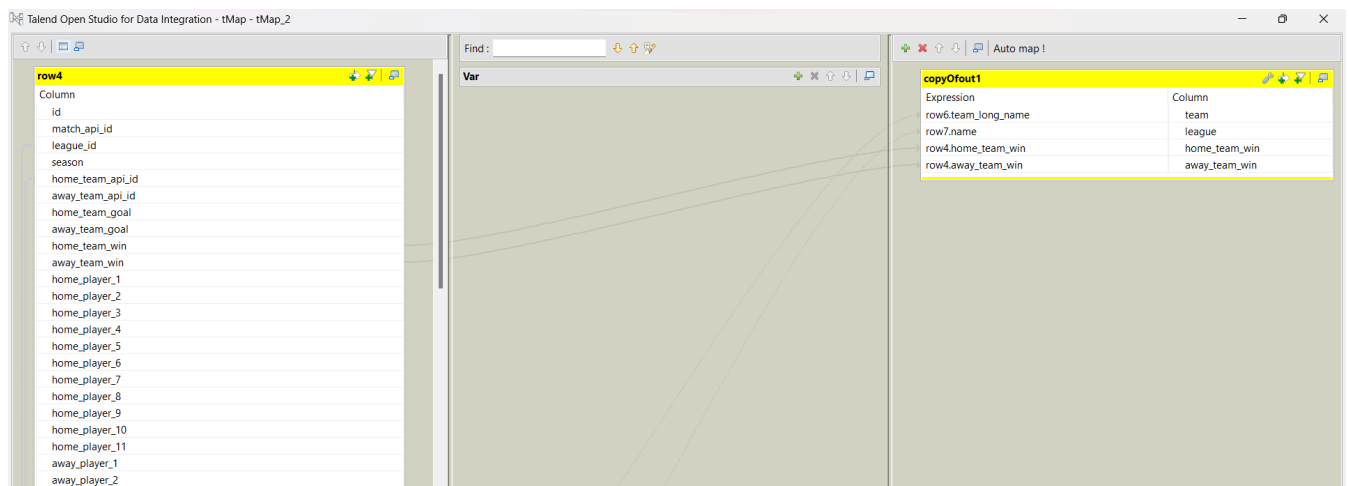 Talend Open Studio for Data Integration - tMap - tMap_2
Find :
Auto map !
row4
Column
id
match_api_id
league_id
season
home_team_api_id
away_team_api_id
home_team_goal
away_team_goal
home_team_win
away_team_win
home_player_1
home_player_2
home_player_3
home_player_4
home_player_5
home_player_6
home_player_7
home_player_8
home_player_9
home_player_10
home_player_11
away_player_1
away_player_2
Var
copyOfout1
Expression Column
row6.team_long_name team
row7.name league
row4.home_team_win home_team_win
row4.away_team_win away_team_win